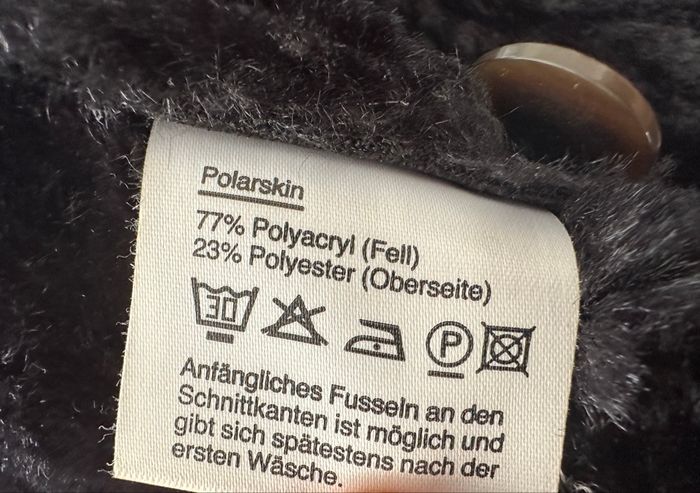 Polarskin
77% Polyacryl (Fell)
23% Polyester (Oberseite)
30 P
Anfängliches Fusseln an den
Schnittkanten ist möglich und
gibt sich spätestens nach der
ersten Wäsche.